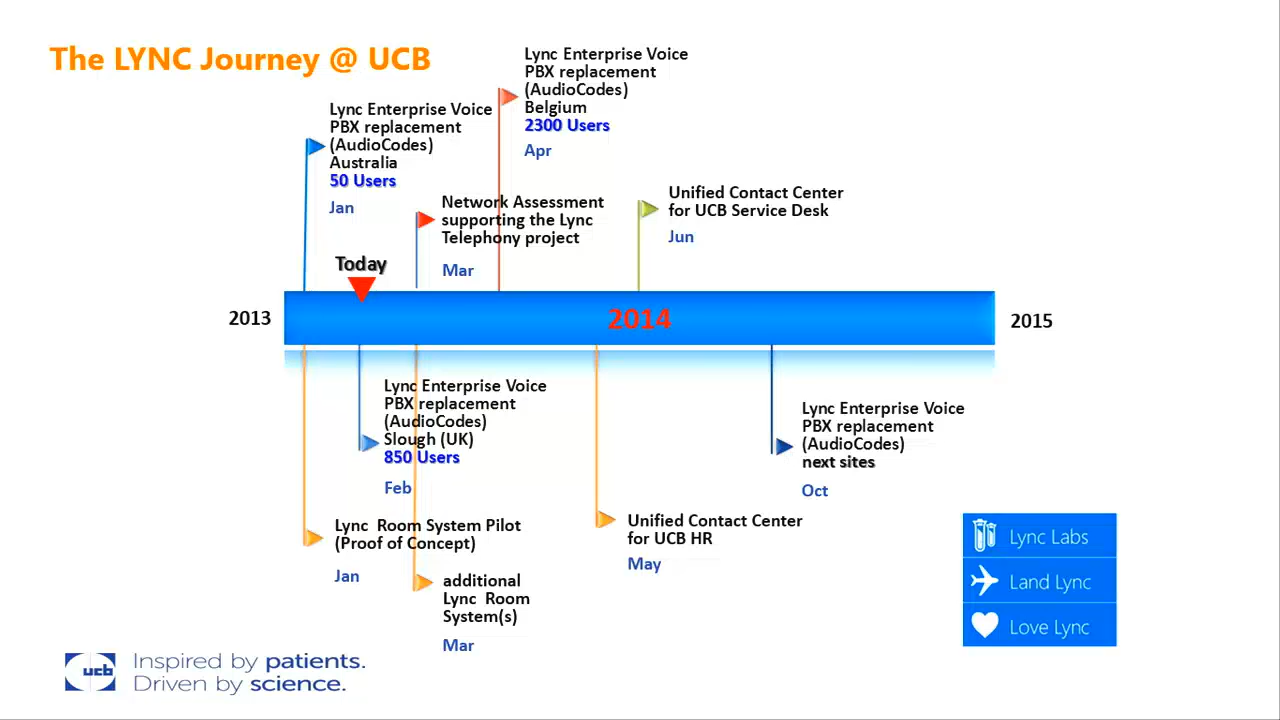 The LYNC Journey @ UCB
Lync Enterprise Voice
PBX replacement
(AudioCodes)
Belgium
2300 Users
Apr
Lync Enterprise Voice
PBX replacement
(AudioCodes)
Australia
50 Users
Jan
Network Assessment
supporting the Lync
Telephony project
Mar
Unified Contact Center
for UCB Service Desk
Jun
Today
2013
2014
2015
Lync Enterprise Voice
PBX replacement
(AudioCodes)
Slough (UK)
850 Users
Feb
Lync Enterprise Voice
PBX replacement
(AudioCodes)
next sites
Oct
Lync Room System Pilot
(Proof of Concept)
Jan
Unified Contact Center
for UCB HR
May
additional
Lync Room
System(s)
Mar
Lync Labs
Land Lync
Love Lync
ucb
Inspired by patients.
Driven by science.